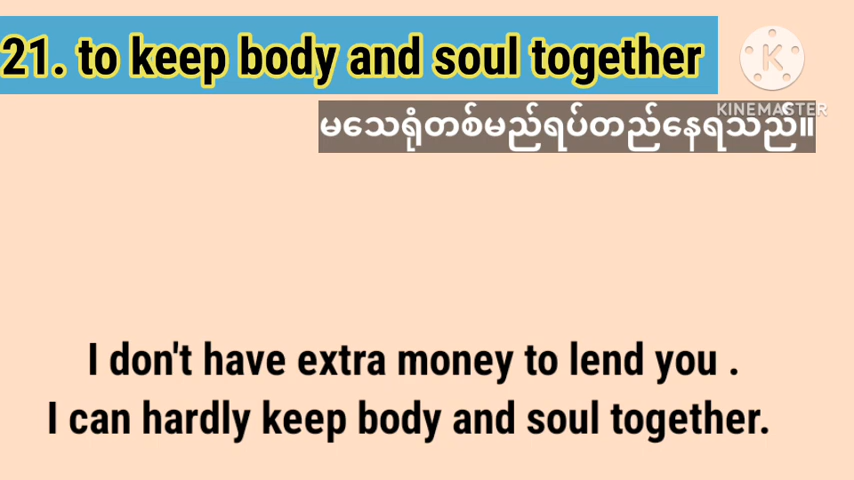 21. to keep body and soul together
KINEMASTER
မသေရုံတစ်မည်ရပ်တည်နေရသည်။
I don't have extra money to lend you .
I can hardly keep body and soul together.